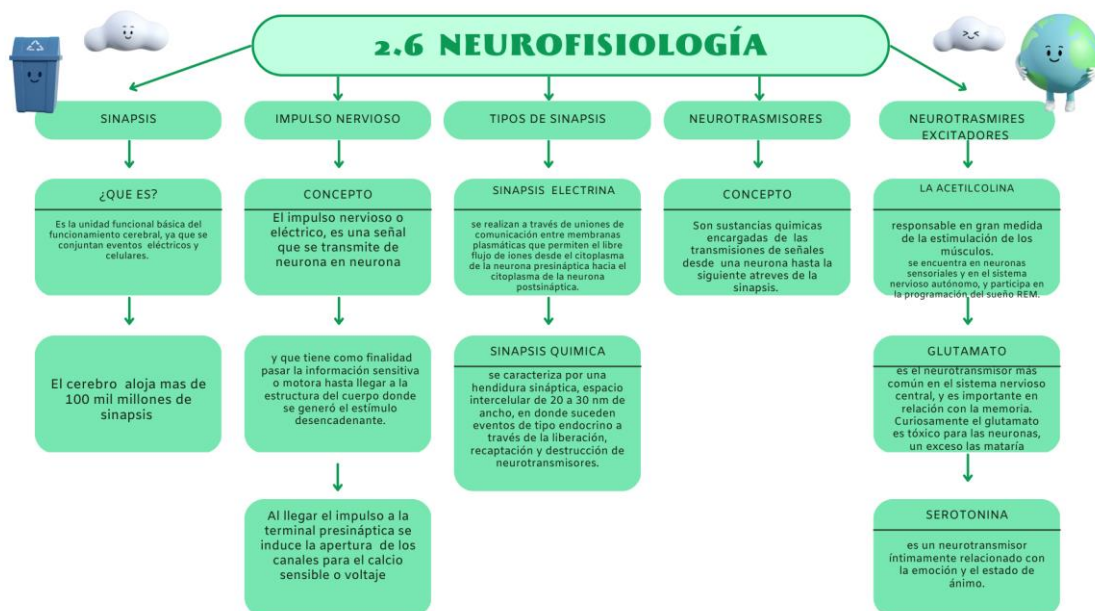 2.6 NEUROFISIOLOGÍA
SINAPSIS
¿QUE ES?
Es la unidad funcional básica del
funcionamiento cerebral, ya que se
conjuntan eventos eléctricos y
celulares.
El cerebro aloja mas de
100 mil millones de
sinapsis
IMPULSO NERVIOSO
CONCEPTO
El impulso nervioso o
eléctrico, es una señal
que se transmite de
neurona en neurona
y que tiene como finalidad
pasar la información sensitiva
o motora hasta llegar a la
estructura del cuerpo donde
se generó el estímulo
desencadenante.
Al llegar el impulso a la
terminal presináptica se
induce la apertura de los
canales para el calcio
sensible o voltaje
TIPOS DE SINAPSIS
SINAPSIS ELECTRINA
se realizan a través de uniones de
comunicación entre membranas
plasmáticas que permiten el libre
flujo de iones desde el citoplasma
de la neurona presináptica hacia el
citoplasma de la neurona
postsináptica.
SINAPSIS QUIMICA
se caracteriza por una
hendidura sináptica, espacio
intercelular de 20 a 30 nm de
ancho, en donde suceden
eventos de tipo endocrino a
través de la liberación,
recaptación y destrucción de
neurotransmisores.
NEUROTRASMISORES
CONCEPTO
Son sustancias quimicas
encargadas de las
transmisiones de señales
desde una neurona hasta la
siguiente atreves de la
sinapsis.
NEUROTRASMIRES
EXCITADORES
LA ACETILCOLINA
responsable en gran medida
de la estimulación de los
músculos.
se encuentra en neuronas
sensoriales y en el sistema
nervioso autónomo, y participa en
la programación del sueño REM.
GLUTAMATO
es el neurotransmisor más
común en el sistema nervioso
central, y es importante en
relación con la memoria.
Curiosamente el glutamato
es tóxico para las neuronas,
un exceso las mataría
SEROTONINA
es un neurotransmisor
íntimamente relacionado con
la emoción y el estado de
ánimo.